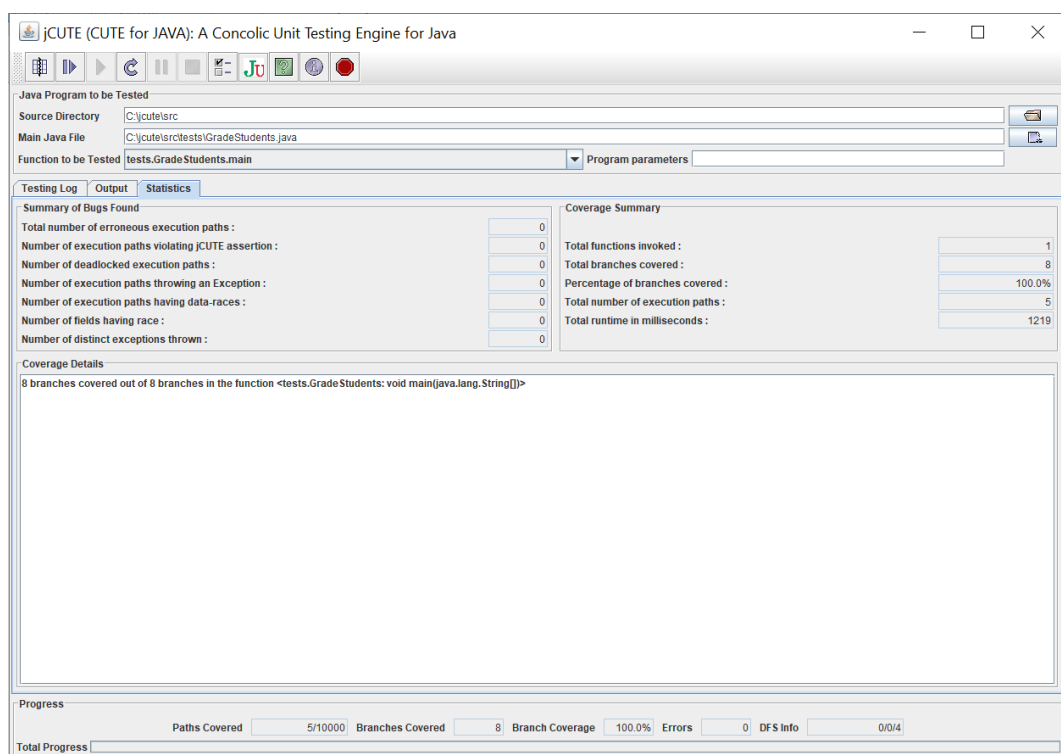 jCUTE (CUTE for JAVA): A Concolic Unit Testing Engine for Java
JU ?
Java Program to be Tested
Source Directory C:\jcute\src
Main Java File C:\jcute\src\tests\GradeStudents.java
Function to be Tested tests.GradeStudents.main Program parameters
Testing Log Output Statistics
Summary of Bugs Found
Total number of erroneous execution paths : 0
Number of execution paths violating jCUTE assertion : 0
Number of deadlocked execution paths : 0
Number of execution paths throwing an Exception : 0
Number of execution paths having data-races : 0
Number of fields having race : 0
Number of distinct exceptions thrown : 0
Coverage Summary
Total functions invoked : 1
Total branches covered : 8
Percentage of branches covered : 100.0%
Total number of execution paths : 5
Total runtime in milliseconds : 1219
Coverage Details
8 branches covered out of 8 branches in the function <tests.GradeStudents: void main(java.lang.String[])>
Progress
Paths Covered 5/10000 Branches Covered 8 Branch Coverage 100.0% Errors 0 DFS Info 0/0/4
Total Progress